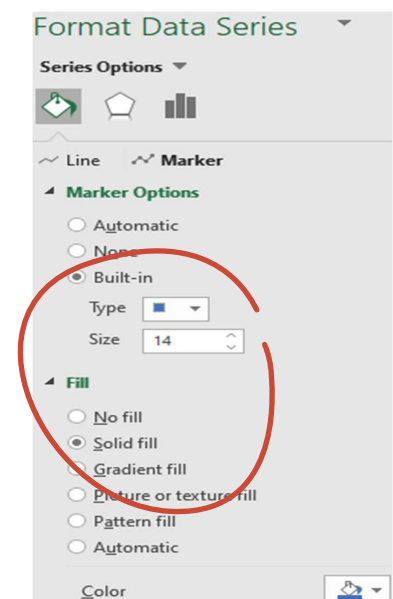 Format Data Series
Series Options
Line Marker
Marker Options
Automatic
None
Built-in
Type
Size 14
Fill
No fill
Solid fill
Gradient fill
Picture or texture fill
Pattern fill
Automatic
Color